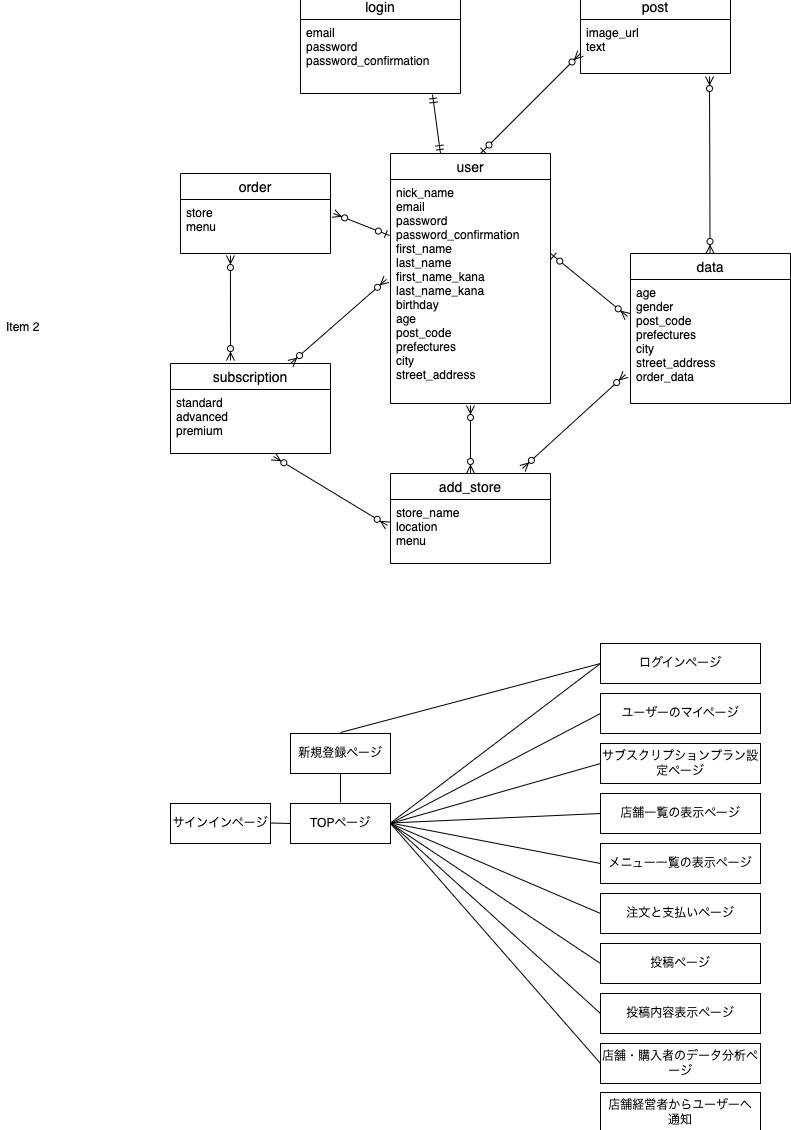 login
email
password
password_confirmation
post
image_url
text
user
nick_name
email
password
password_confirmation
first_name
last_name
first_name_kana
last_name_kana
birthday
age
post_code
prefectures
city
street_address
order
store
menu
data
age
gender
post_code
prefectures
city
street_address
order_data
Item 2
subscription
standard
advanced
premium
add_store
store_name
location
menu
ログインページ
ユーザーのマイページ
新規登録ページ
サブスクリプションプラン設
定ページ
サインインページ
TOPページ
店舗一覧の表示ページ
メニュー一覧の表示ページ
注文と支払いページ
投稿ページ
投稿内容表示ページ
店舗・購入者のデータ分析ペ
ージ
店舗経営者からユーザーへ
通知